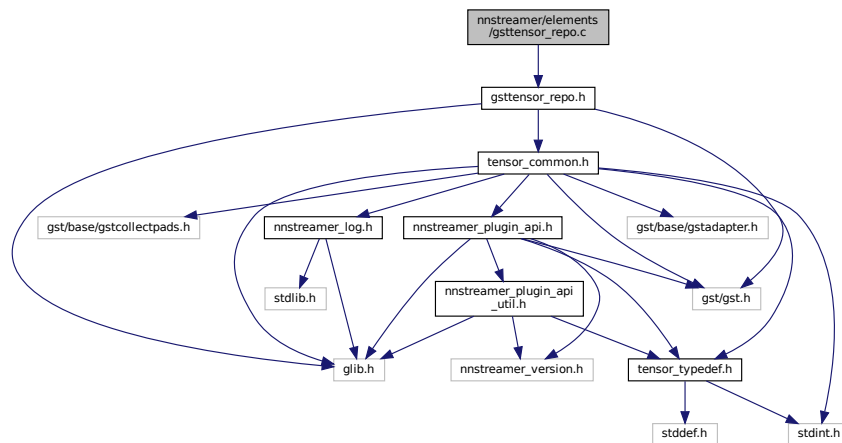 nnstreamer/elements
/gsttensor_repo.c
gsttensor_repo.h
tensor_common.h
gst/base/gstcollectpads.h
nnstreamer_log.h
nnstreamer_plugin_api.h
gst/base/gstadapter.h
stdlib.h
nnstreamer_plugin_api
_util.h
gst/gst.h
glib.h
nnstreamer_version.h
tensor_typedef.h
stddef.h
stdint.h